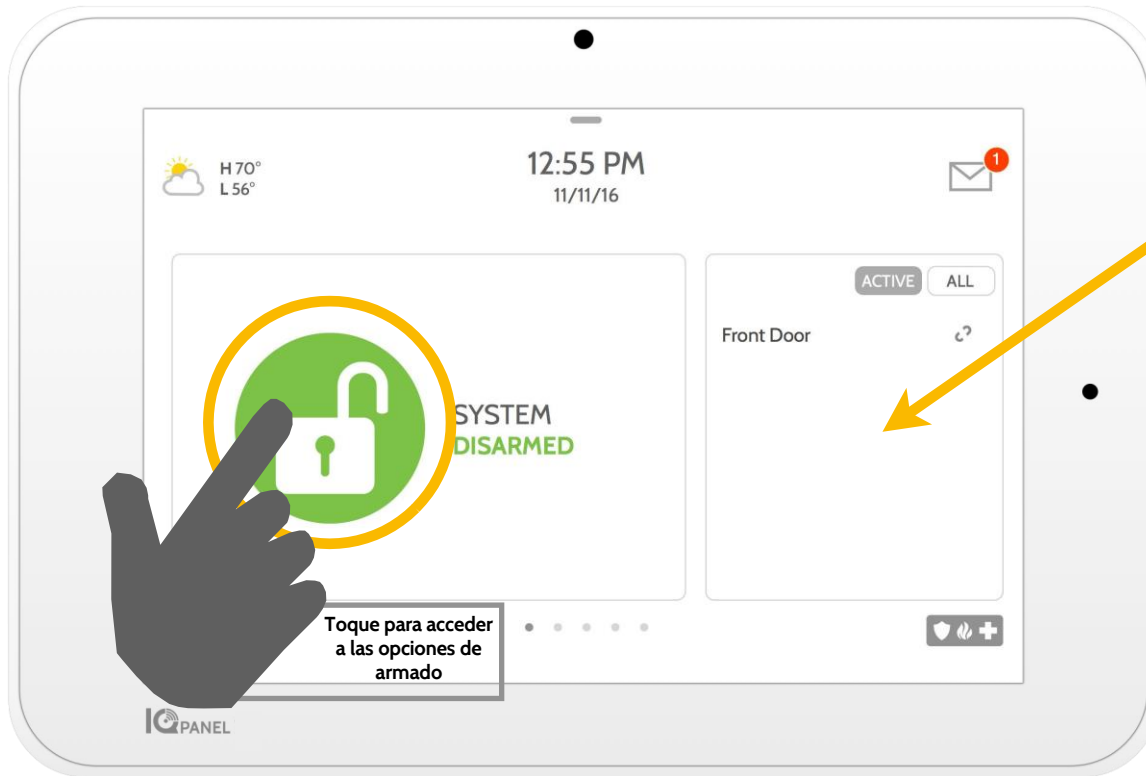 H 70°
L 56°
12:55 PM
11/11/16
1
ACTIVE
ALL
Front Door
SYSTEM
DISARMED
Toque para acceder
a las opciones de
armado
IQ PANEL